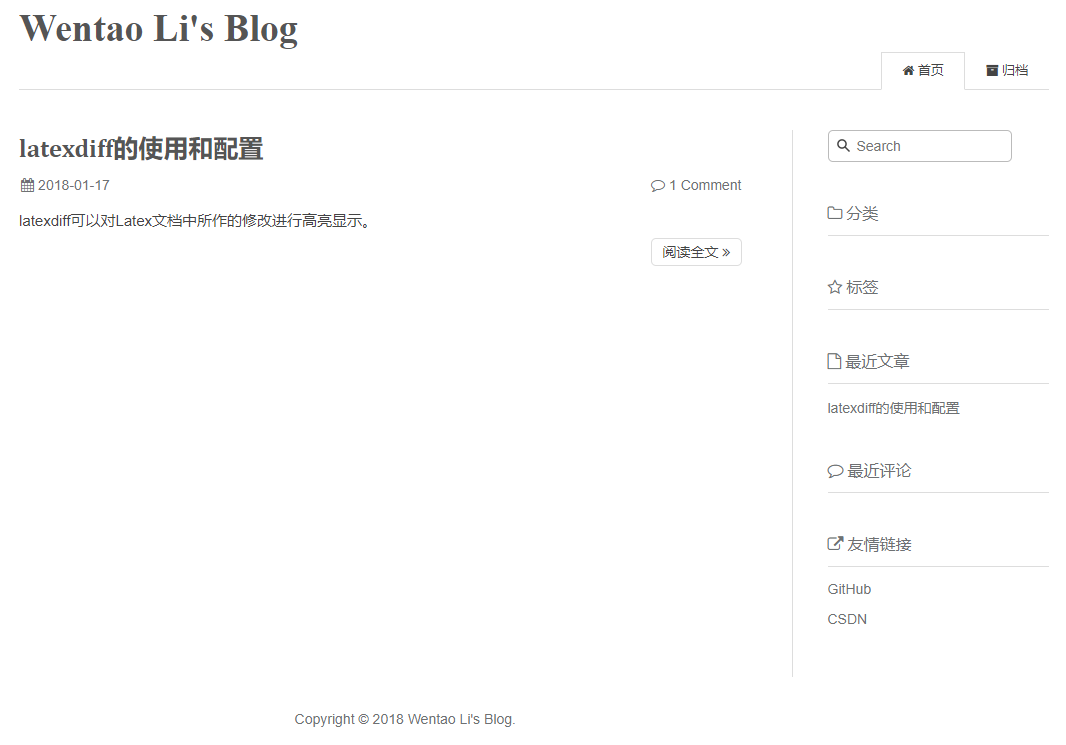 Wentao Li's Blog
首页
归档
latexdiff的使用和配置
2018-01-17
1 Comment
latexdiff可以对Latex文档中所作的修改进行高亮显示。
阅读全文 »
Search
分类
标签
最近文章
latexdiff的使用和配置
最近评论
友情链接
GitHub
CSDN
Copyright © 2018 Wentao Li's Blog.